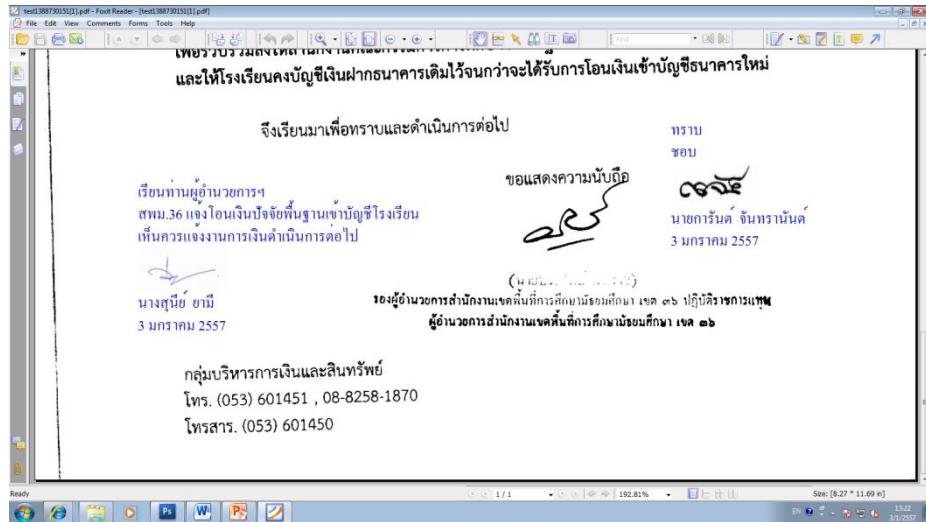 test1388730151[1].pdf - Foxit Reader - [test1388730151[1].pdf]
File Edit View Comments Forms Tools Help
Find
และให้โรงเรียนคงบัญชีเงินฝากธนาคารเดิมไว้จนกว่าจะได้รับการโอนเงินเข้าบัญชีธนาคารใหม่
จึงเรียนมาเพื่อทราบและดำเนินการต่อไป
ทราบ
ชอบ
นายการันต์ จันทรานันต์
3 มกราคม 2557
ขอแสดงความนับถือ
เรียนท่านผู้อำนวยการฯ
สพม.36 แจ้งโอนเงินปัจจัยพื้นฐานเข้าบัญชีโรงเรียน
เห็นควรแจ้งงานการเงินดำเนินการต่อไป
นางสุนีย์ ยามี
3 มกราคม 2557
รองผู้อำนวยการสำนักงานเขตพื้นที่การศึกษามัธยมศึกษา เขต ๓๖ ปฏิบัติราชการแทน
ผู้อำนวยการสำนักงานเขตพื้นที่การศึกษามัธยมศึกษา เขต ๓๖
กลุ่มบริหารการเงินและสินทรัพย์
โทร. (053) 601451 , 08-8258-1870
โทรสาร. (053) 601450
Ready
1 / 1
192.81%
Size: [8.27 * 11.69 in]
EN
13:22
3/1/2557